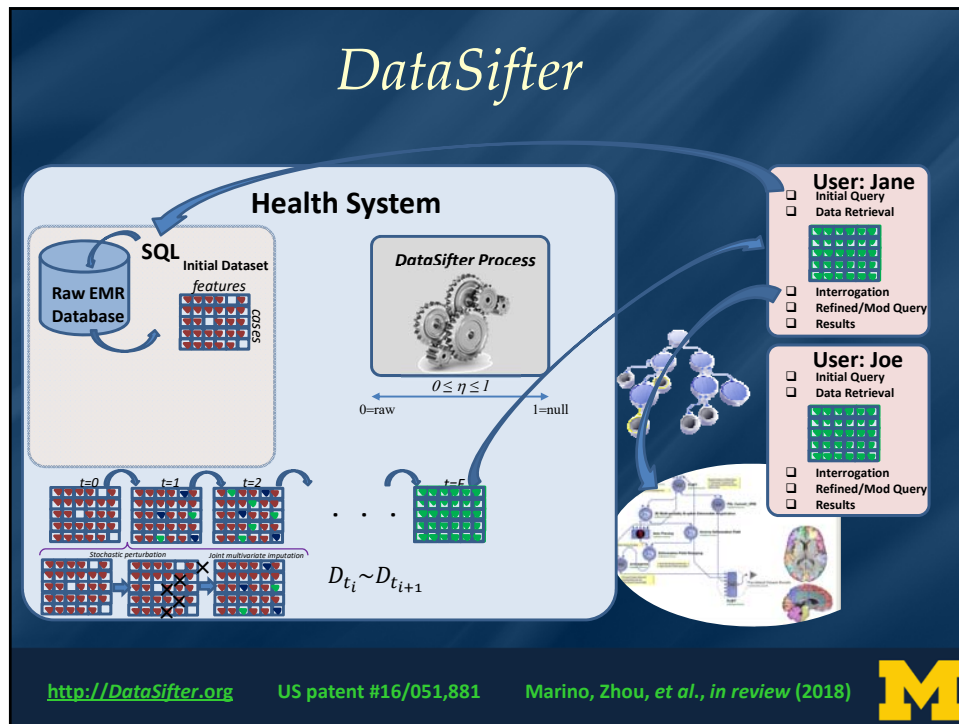 DataSifter
Health System
SQL
Raw EMR
Database
Initial Dataset
features
cases
DataSifter Process
0 ≤ η ≤ 1
0=raw
1=null
t=0
t=1
t=2
. . .
Stochastic perturbation
Joint multivariate imputation
D_{t_i}~D_{t_{i+1}}
User: Jane
❑ Initial Query
❑ Data Retrieval
❑ Interrogation
❑ Refined/Mod Query
❑ Results
User: Joe
❑ Initial Query
❑ Data Retrieval
❑ Interrogation
❑ Refined/Mod Query
❑ Results
http://DataSifter.org
US patent #16/051,881
Marino, Zhou, et al., in review (2018)
M